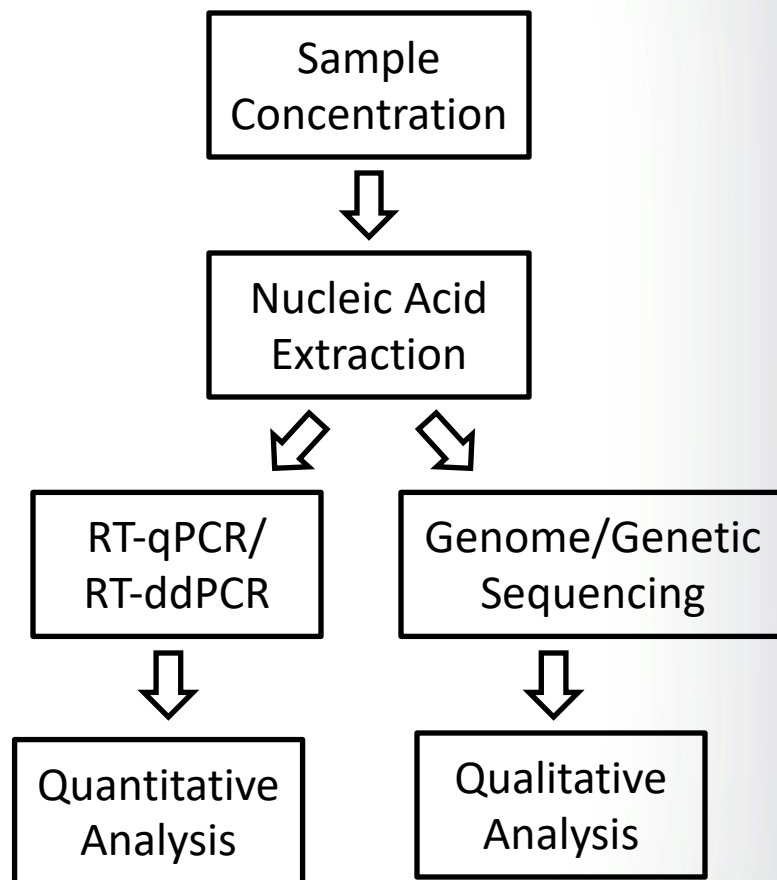 Sample
Concentration
Nucleic Acid
Extraction
RT-qPCR/
RT-ddPCR
Genome/Genetic
Sequencing
Quantitative
Analysis
Qualitative
Analysis